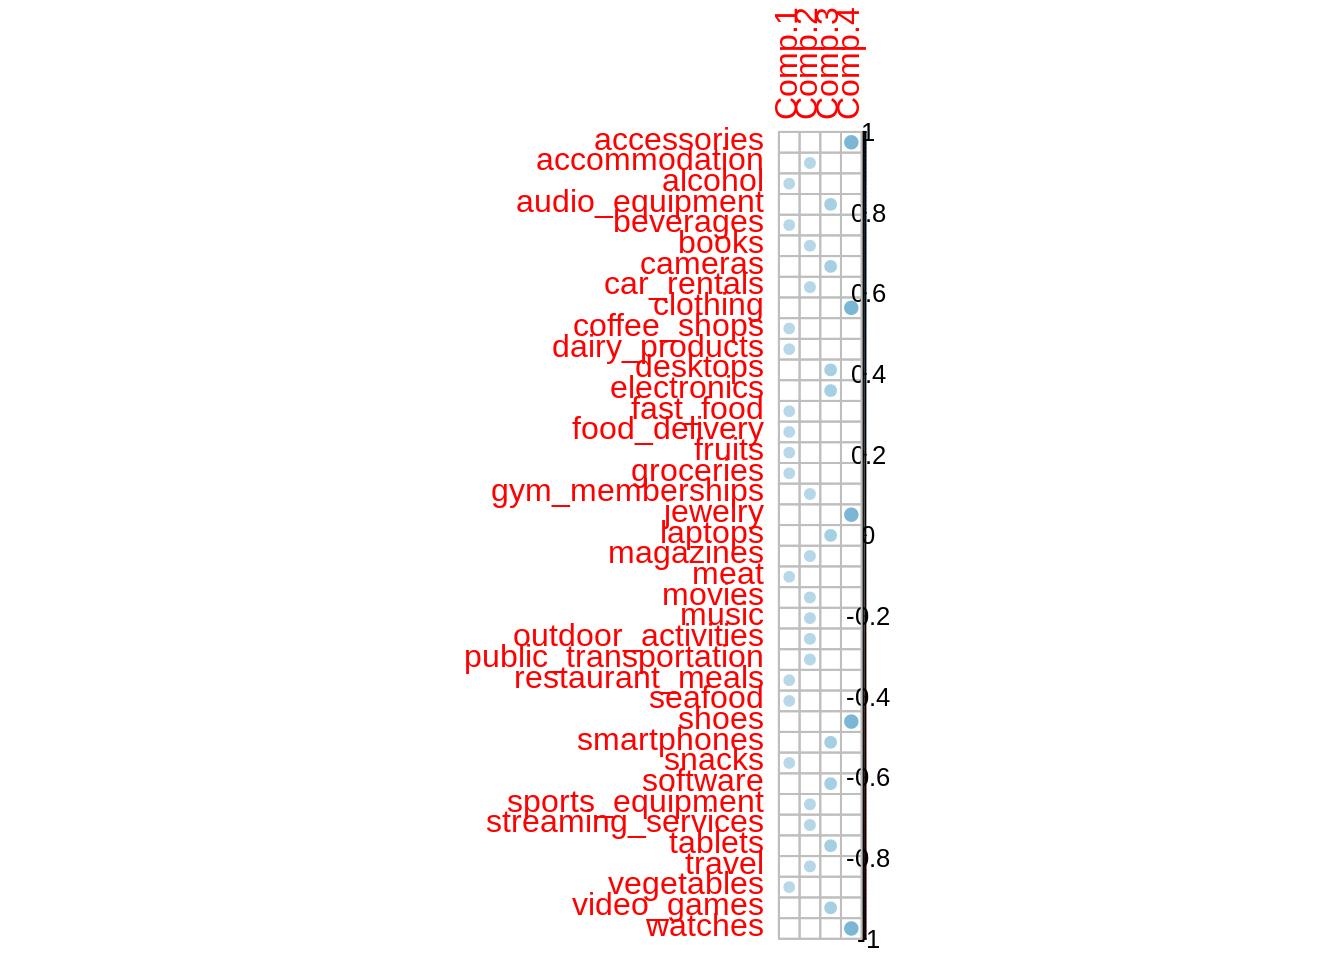 Comp.1
Comp.2
Comp.3
Comp.4
accessories
accommodation
alcohol
audio_equipment
beverages
books
cameras
car_rentals
clothing
coffee_shops
dairy_products
desktops
electronics
fast_food
food_delivery
fruits
groceries
gym_memberships
jewelry
laptops
magazines
meat
movies
music
outdoor_activities
public_transportation
restaurant_meals
seafood
shoes
smartphones
snacks
software
sports_equipment
streaming_services
tablets
travel
vegetables
video_games
watches
1
0.8
0.6
0.4
0.2
0
-0.2
-0.4
-0.6
-0.8
-1